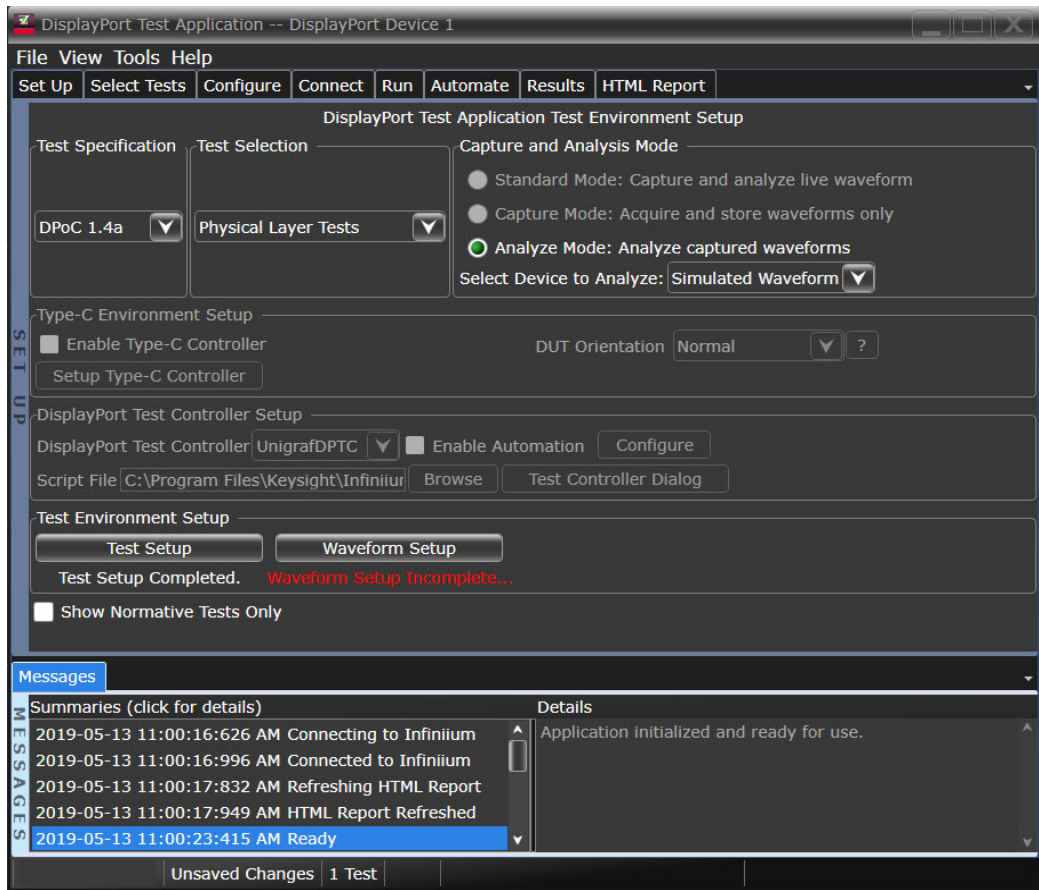 DisplayPort Test Application -- DisplayPort Device 1
File View Tools Help
Set Up Select Tests Configure Connect Run Automate Results HTML Report
DisplayPort Test Application Test Environment Setup
Test Specification
DPoC 1.4a
Test Selection
Physical Layer Tests
Capture and Analysis Mode
Standard Mode: Capture and analyze live waveform
Capture Mode: Acquire and store waveforms only
Analyze Mode: Analyze captured waveforms
Select Device to Analyze: Simulated Waveform
SET UP
Type-C Environment Setup
Enable Type-C Controller
DUT Orientation Normal ?
Setup Type-C Controller
DisplayPort Test Controller Setup
DisplayPort Test Controller UnigrafDPTC Enable Automation Configure
Script File C:\Program Files\Keysight\Infiniiur Browse Test Controller Dialog
Test Environment Setup
Test Setup Waveform Setup
Test Setup Completed. Waveform Setup Incomplete...
Show Normative Tests Only
Messages
MESSAGES
Summaries (click for details)
2019-05-13 11:00:16:626 AM Connecting to Infiniium
2019-05-13 11:00:16:996 AM Connected to Infiniium
2019-05-13 11:00:17:832 AM Refreshing HTML Report
2019-05-13 11:00:17:949 AM HTML Report Refreshed
2019-05-13 11:00:23:415 AM Ready
Details
Application initialized and ready for use.
Unsaved Changes 1 Test